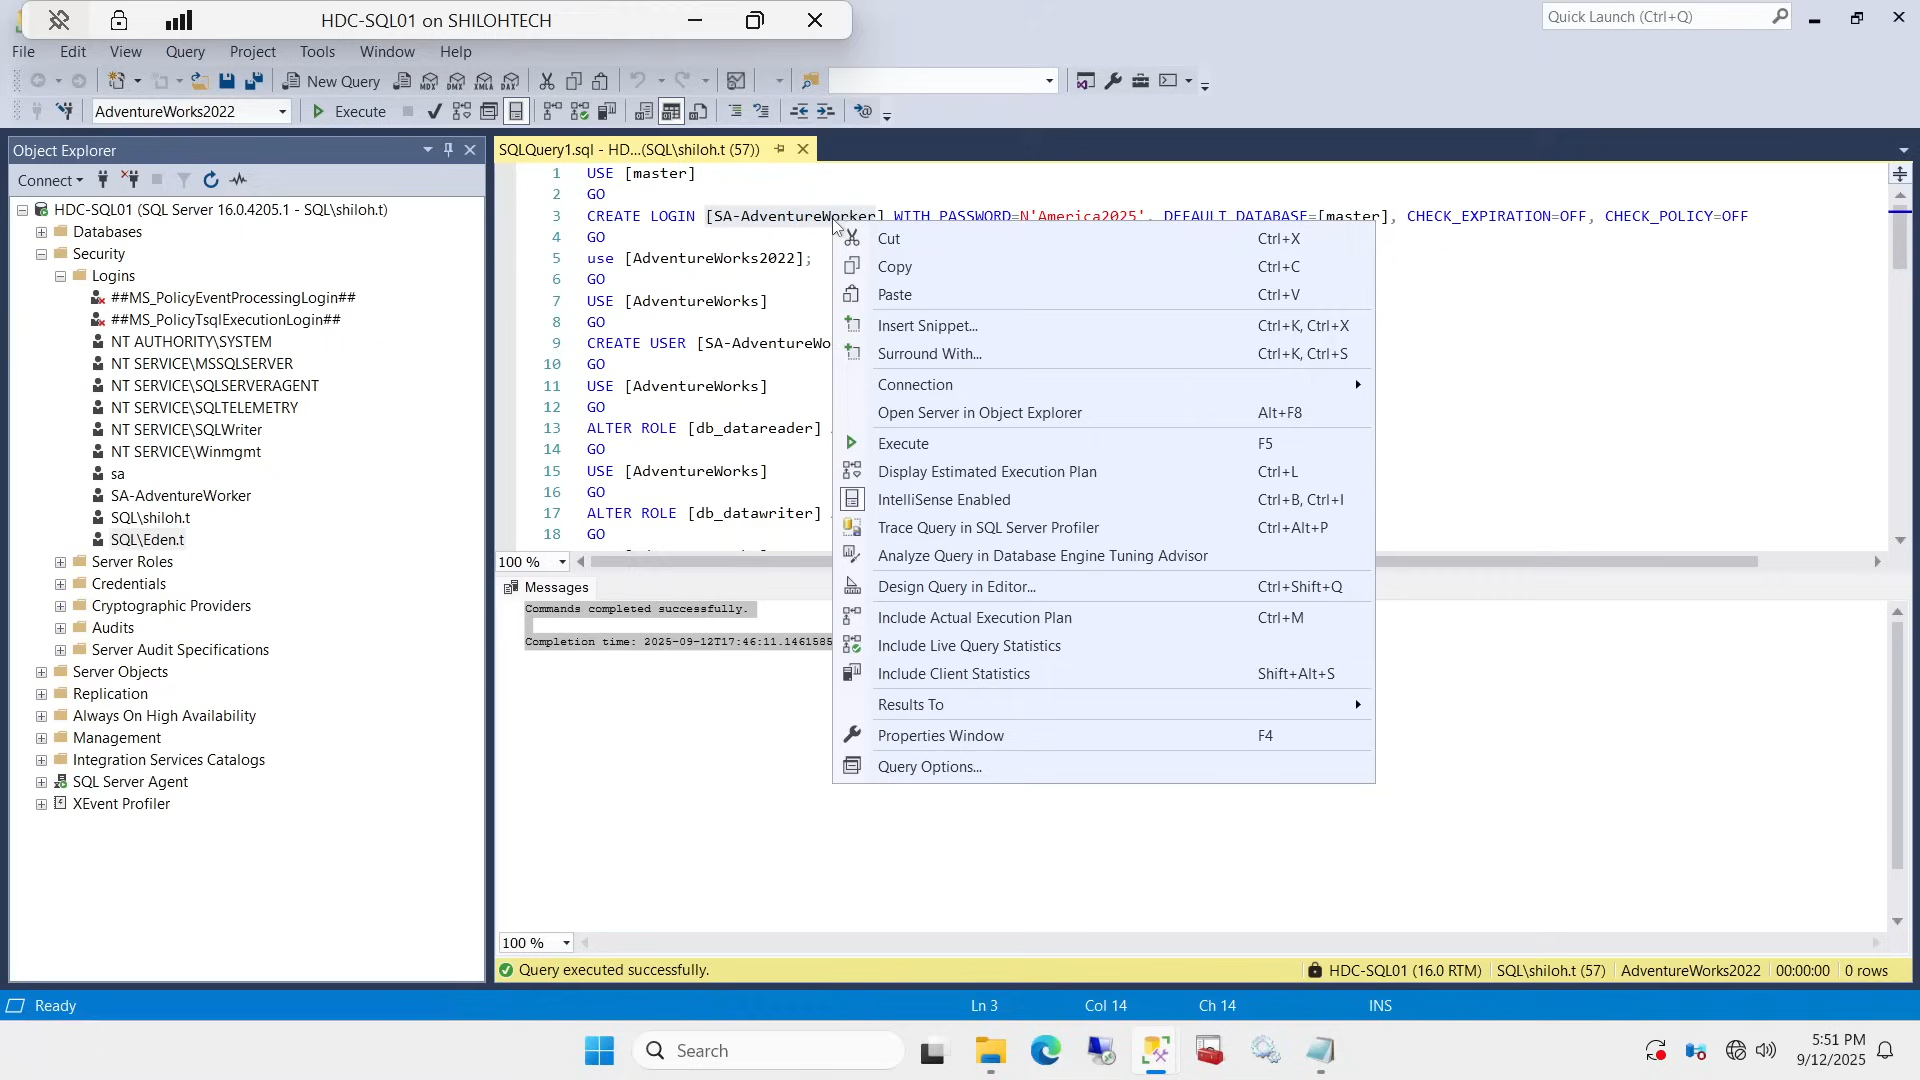 HDC-SQL01 on SHILOHTECH
Quick Launch (Ctrl+Q)
File Edit View Query Project Tools Window Help
New Query
AdventureWorks2022 Execute
Object Explorer
Connect
HDC-SQL01 (SQL Server 16.0.4205.1 - SQL\shiloh.t)
Databases
Security
Logins
##MS_PolicyEventProcessingLogin##
##MS_PolicyTsqlExecutionLogin##
NT AUTHORITY\SYSTEM
NT SERVICE\MSSQLSERVER
NT SERVICE\SQLSERVERAGENT
NT SERVICE\SQLTELEMETRY
NT SERVICE\SQLWriter
NT SERVICE\Winmgmt
sa
SA-AdventureWorker
SQL\shiloh.t
SQL\Eden.t
Server Roles
Credentials
Cryptographic Providers
Audits
Server Audit Specifications
Server Objects
Replication
Always On High Availability
Management
Integration Services Catalogs
SQL Server Agent
XEvent Profiler
SQLQuery1.sql - HD...(SQL\shiloh.t (57))
1 USE [master]
2 GO
3 CREATE LOGIN [SA-AdventureWorker] WITH PASSWORD=N'America2025', DEFAULT_DATABASE=[master], CHECK_EXPIRATION=OFF, CHECK_POLICY=OFF
4 GO
5 use [AdventureWorks2022];
6 GO
7 USE [AdventureWorks]
8 GO
9 CREATE USER [SA-AdventureWo
10 GO
11 USE [AdventureWorks]
12 GO
13 ALTER ROLE [db_datareader]
14 GO
15 USE [AdventureWorks]
16 GO
17 ALTER ROLE [db_datawriter]
18 GO
100 %
Messages
Commands completed successfully.
Completion time: 2025-09-12T17:46:11.1461585
Cut Ctrl+X
Copy Ctrl+C
Paste Ctrl+V
Insert Snippet... Ctrl+K, Ctrl+X
Surround With... Ctrl+K, Ctrl+S
Connection
Open Server in Object Explorer Alt+F8
Execute F5
Display Estimated Execution Plan Ctrl+L
IntelliSense Enabled Ctrl+B, Ctrl+I
Trace Query in SQL Server Profiler Ctrl+Alt+P
Analyze Query in Database Engine Tuning Advisor
Design Query in Editor... Ctrl+Shift+Q
Include Actual Execution Plan Ctrl+M
Include Live Query Statistics
Include Client Statistics Shift+Alt+S
Results To
Properties Window F4
Query Options...
100 %
Query executed successfully. HDC-SQL01 (16.0 RTM) SQL\shiloh.t (57) AdventureWorks2022 00:00:00 0 rows
Ready Ln 3 Col 14 Ch 14 INS
Search
5:51 PM
9/12/2025